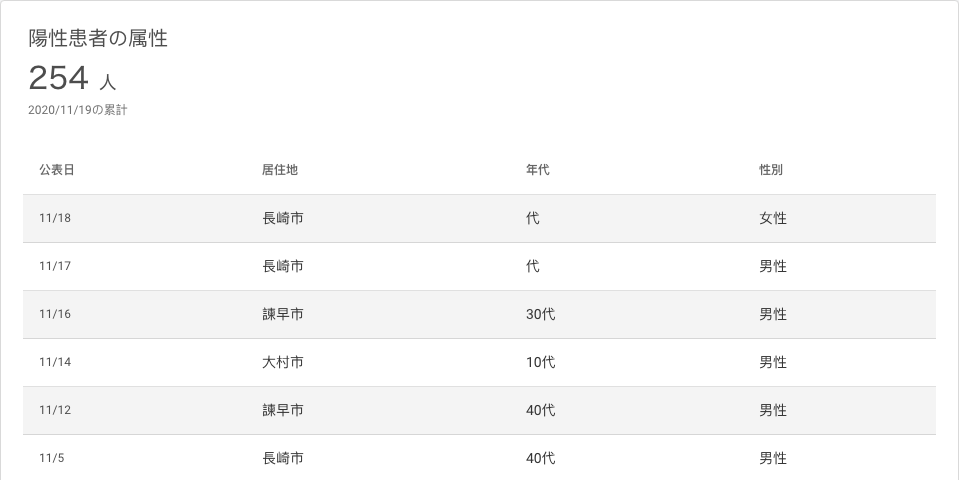 陽性患者の属性
254 人
2020/11/19の累計
公表日 居住地 年代 性別
11/18 長崎市 代 女性
11/17 長崎市 代 男性
11/16 諫早市 30代 男性
11/14 大村市 10代 男性
11/12 諫早市 40代 男性
11/5 長崎市 40代 男性